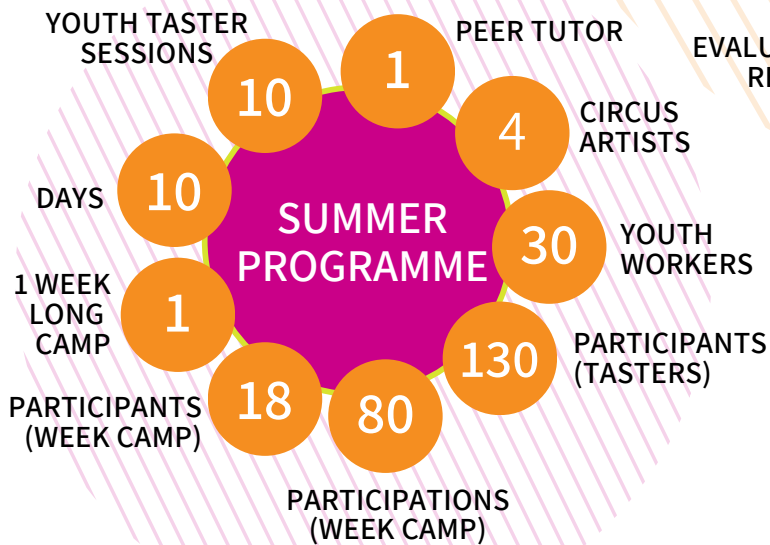 YOUTH TASTER
SESSIONS
10
1
PEER TUTOR
4
CIRCUS
ARTISTS
30
YOUTH
WORKERS
130
PARTICIPANTS
(TASTERS)
80
PARTICIPATIONS
(WEEK CAMP)
18
PARTICIPANTS
(WEEK CAMP)
1
1 WEEK
LONG
CAMP
10
DAYS
SUMMER
PROGRAMME